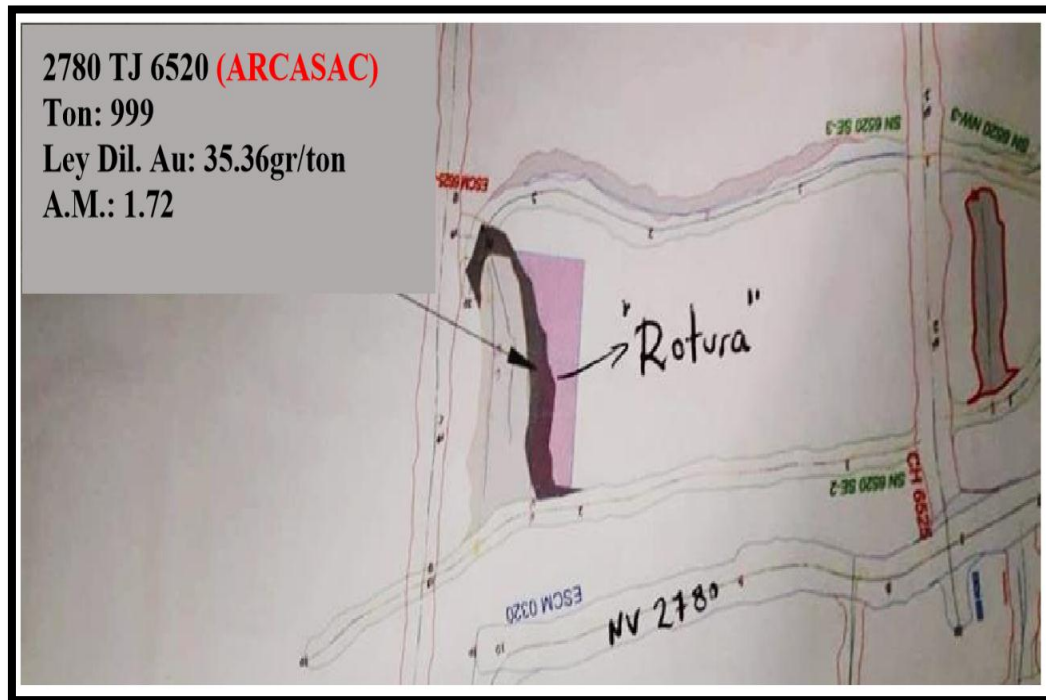 2780 TJ 6520 (ARCASAC)
Ton: 999
Ley Dil. Au: 35.36gr/ton
A.M.: 1.72
SN 6520 SE-3
SN 6520 NW-3
ESCM
"Rotura"
SN 6520 SE-2
CH 6525
ESCM 0320
NV 2780